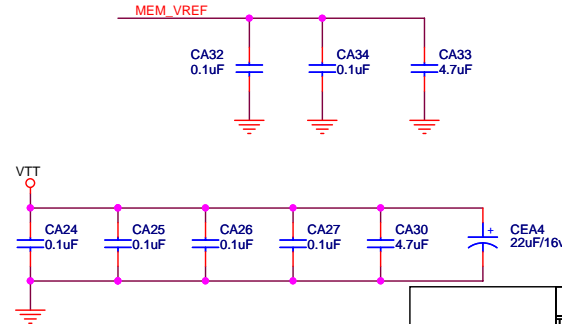 MEM_VREF
CA32 CA34 CA33
0.1uF 0.1uF 4.7uF
VTT
CA24 CA25 CA26 CA27 CA30 CEA4
0.1uF 0.1uF 0.1uF 0.1uF 4.7uF 22uF/16v
+